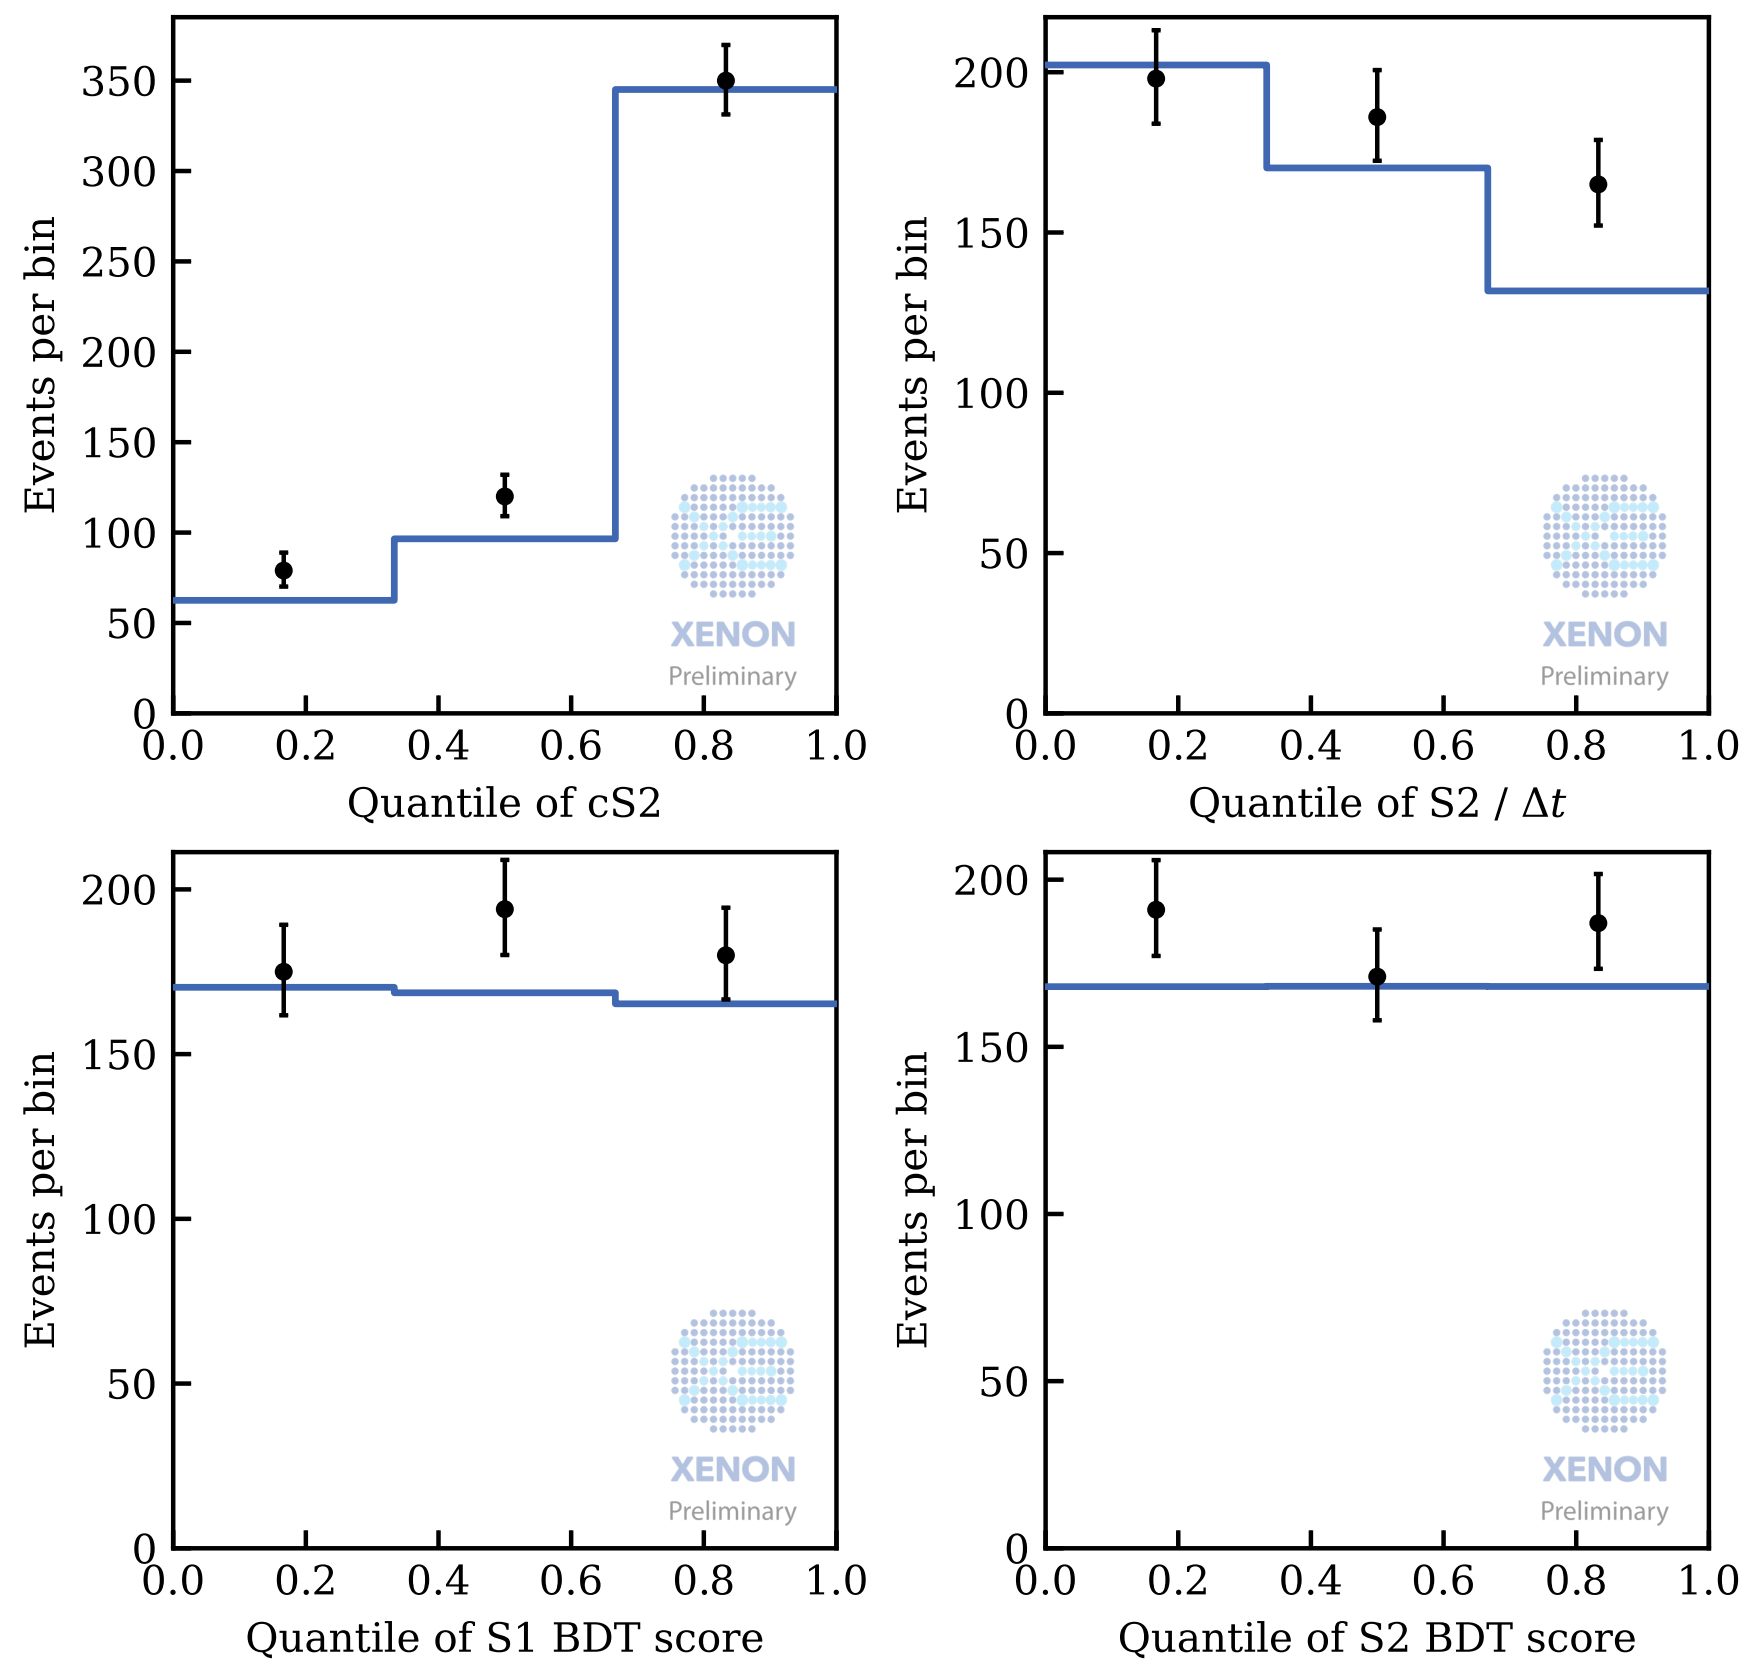 350
300
250
200
150
100
50
0
Events per bin
0.0 0.2 0.4 0.6 0.8 1.0
Quantile of cS2
XENON
Preliminary
200
150
100
50
0
Events per bin
0.0 0.2 0.4 0.6 0.8 1.0
Quantile of S2 / Δt
XENON
Preliminary
200
150
100
50
0
Events per bin
0.0 0.2 0.4 0.6 0.8 1.0
Quantile of S1 BDT score
XENON
Preliminary
200
150
100
50
0
Events per bin
0.0 0.2 0.4 0.6 0.8 1.0
Quantile of S2 BDT score
XENON
Preliminary